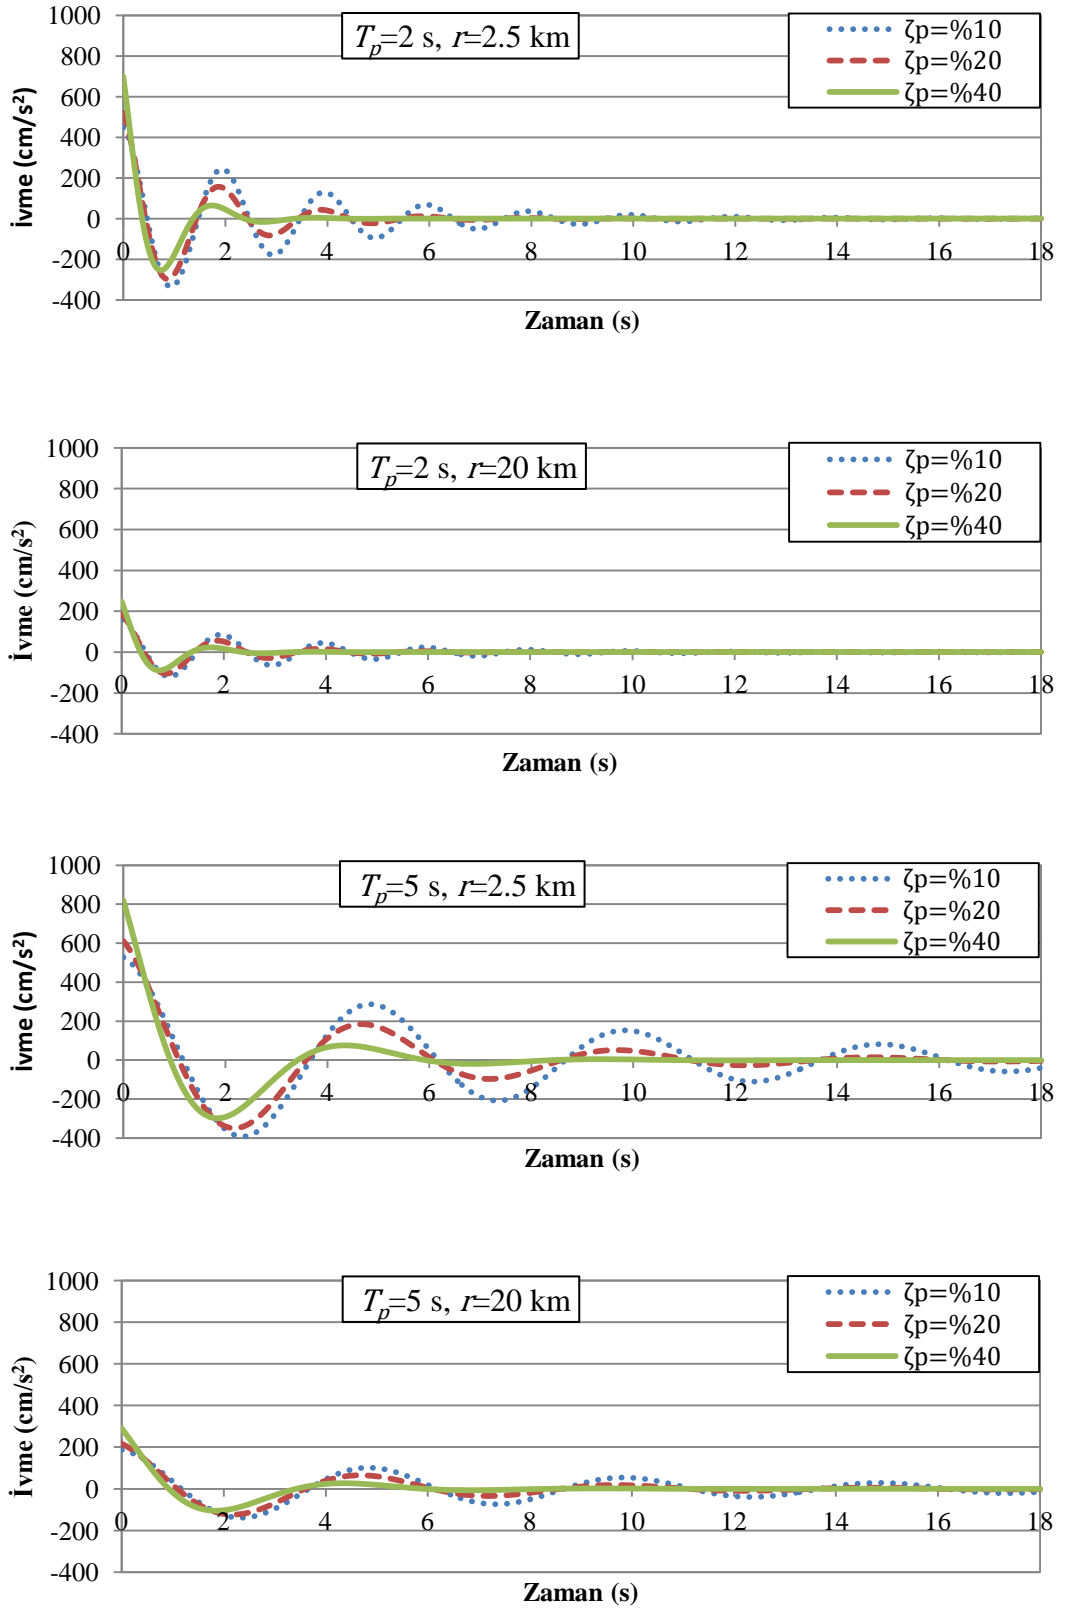 1000
800
600
400
200
0
-200
-400
İvme (cm/s²)
T_p=2 s, r=2.5 km
ζp=%10
ζp=%20
ζp=%40
0 2 4 6 8 10 12 14 16 18
Zaman (s)
1000
800
600
400
200
0
-200
-400
İvme (cm/s²)
T_p=2 s, r=20 km
ζp=%10
ζp=%20
ζp=%40
0 2 4 6 8 10 12 14 16 18
Zaman (s)
1000
800
600
400
200
0
-200
-400
İvme (cm/s²)
T_p=5 s, r=2.5 km
ζp=%10
ζp=%20
ζp=%40
0 2 4 6 8 10 12 14 16 18
Zaman (s)
1000
800
600
400
200
0
-200
-400
İvme (cm/s²)
T_p=5 s, r=20 km
ζp=%10
ζp=%20
ζp=%40
0 2 4 6 8 10 12 14 16 18
Zaman (s)